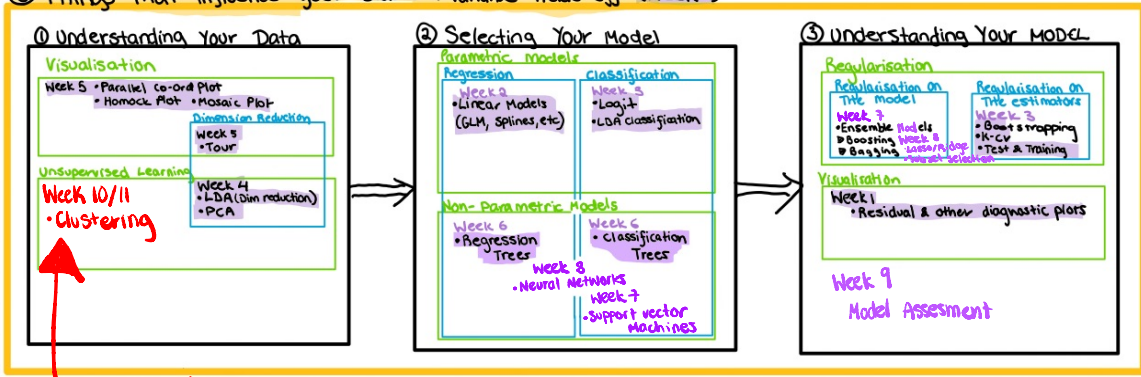 ① Understanding Your Data
Visualisation
Week 5 • Parallel Co-ord Plot
• Homock Plot • Mosaic Plot
Dimension Reduction
Week 5
• Tour
Unsupervised Learning
Week 10/11
• Clustering
Week 4
• LDA (Dim reduction)
• PCA
② Selecting Your Model
Parametric Models
Regression
Week 2
• Linear Models
(GLM, Splines, etc)
Classification
Week 3
• Logit
• LDA Classification
Non-Parametric Models
Week 6
• Regression
Trees
Week 6
• Classification
Trees
Week 8
• Neural Networks
Week 7
• Support vector
Machines
③ Understanding Your MODEL
Regularisation
Regularisation on
THE model
Week 7
• Ensemble Models
Boosting
Bagging
Week 8
• Lasso/Ridge
• subset selection
Regularisation on
THE estimators
Week 3
• Bootstrapping
• K-CV
• Test & Training
Visualisation
Week 1
• Residual & other diagnostic plots
Week 9
Model Assesment